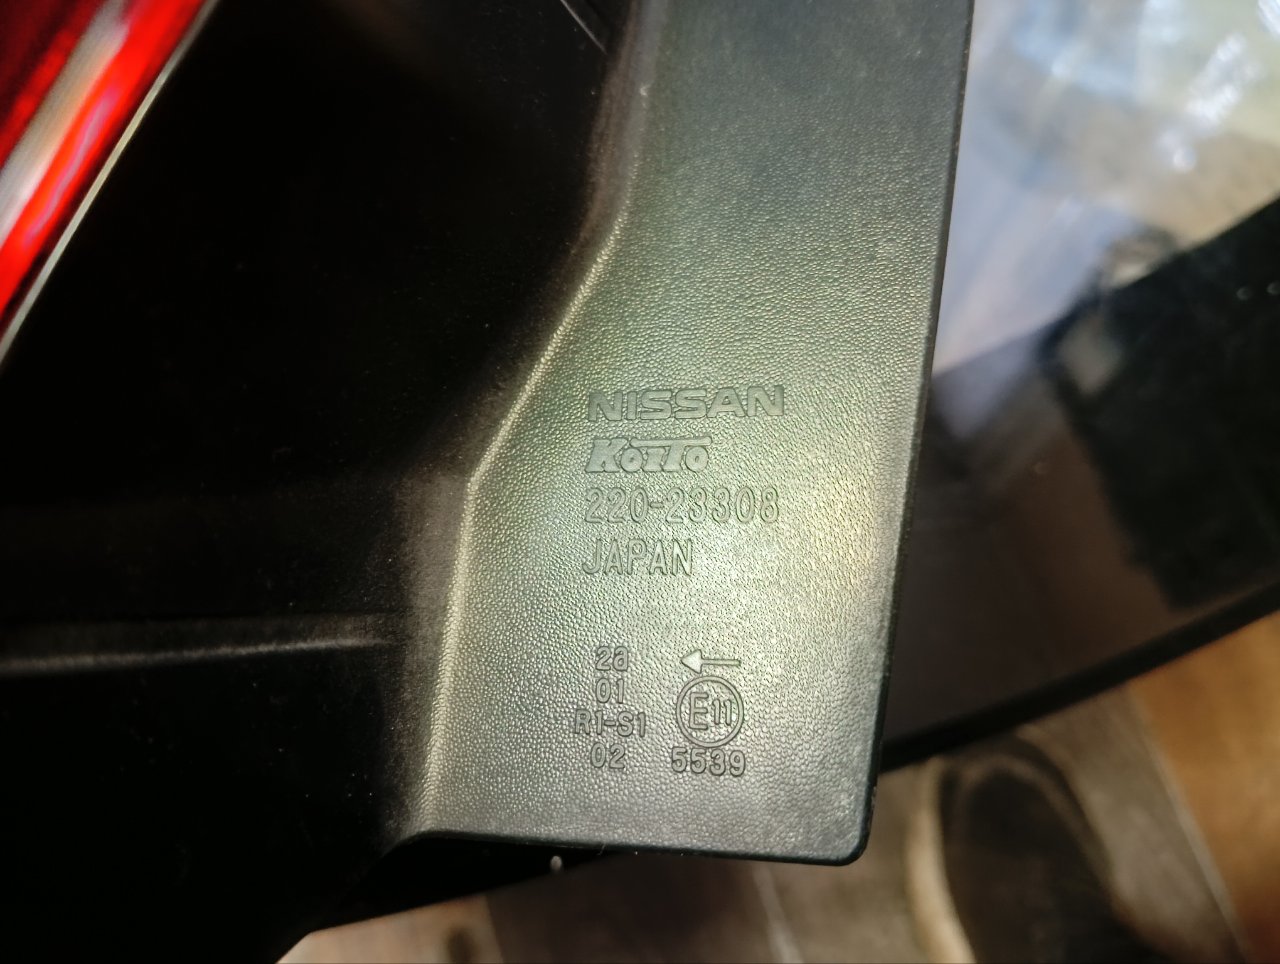 NISSAN
KOITO
220-23308
JAPAN
2a
01
R1-S1
02
E11
5539